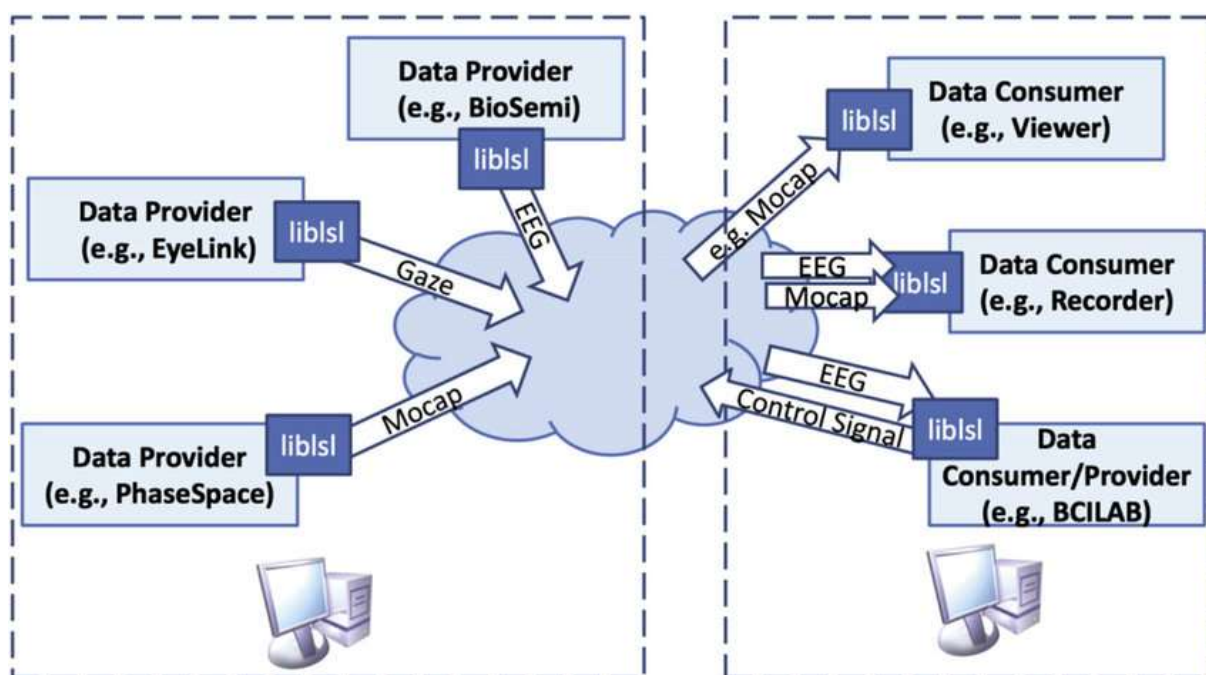 Data Provider
(e.g., BioSemi)
liblsl
EEG
Data Provider
(e.g., EyeLink)
liblsl
Gaze
Data Provider
(e.g., PhaseSpace)
liblsl
Mocap
Data Consumer
(e.g., Viewer)
liblsl
e.g. Mocap
Data Consumer
(e.g., Recorder)
liblsl
EEG
Mocap
EEG
Control Signal
liblsl
Data
Consumer/Provider
(e.g., BCILAB)